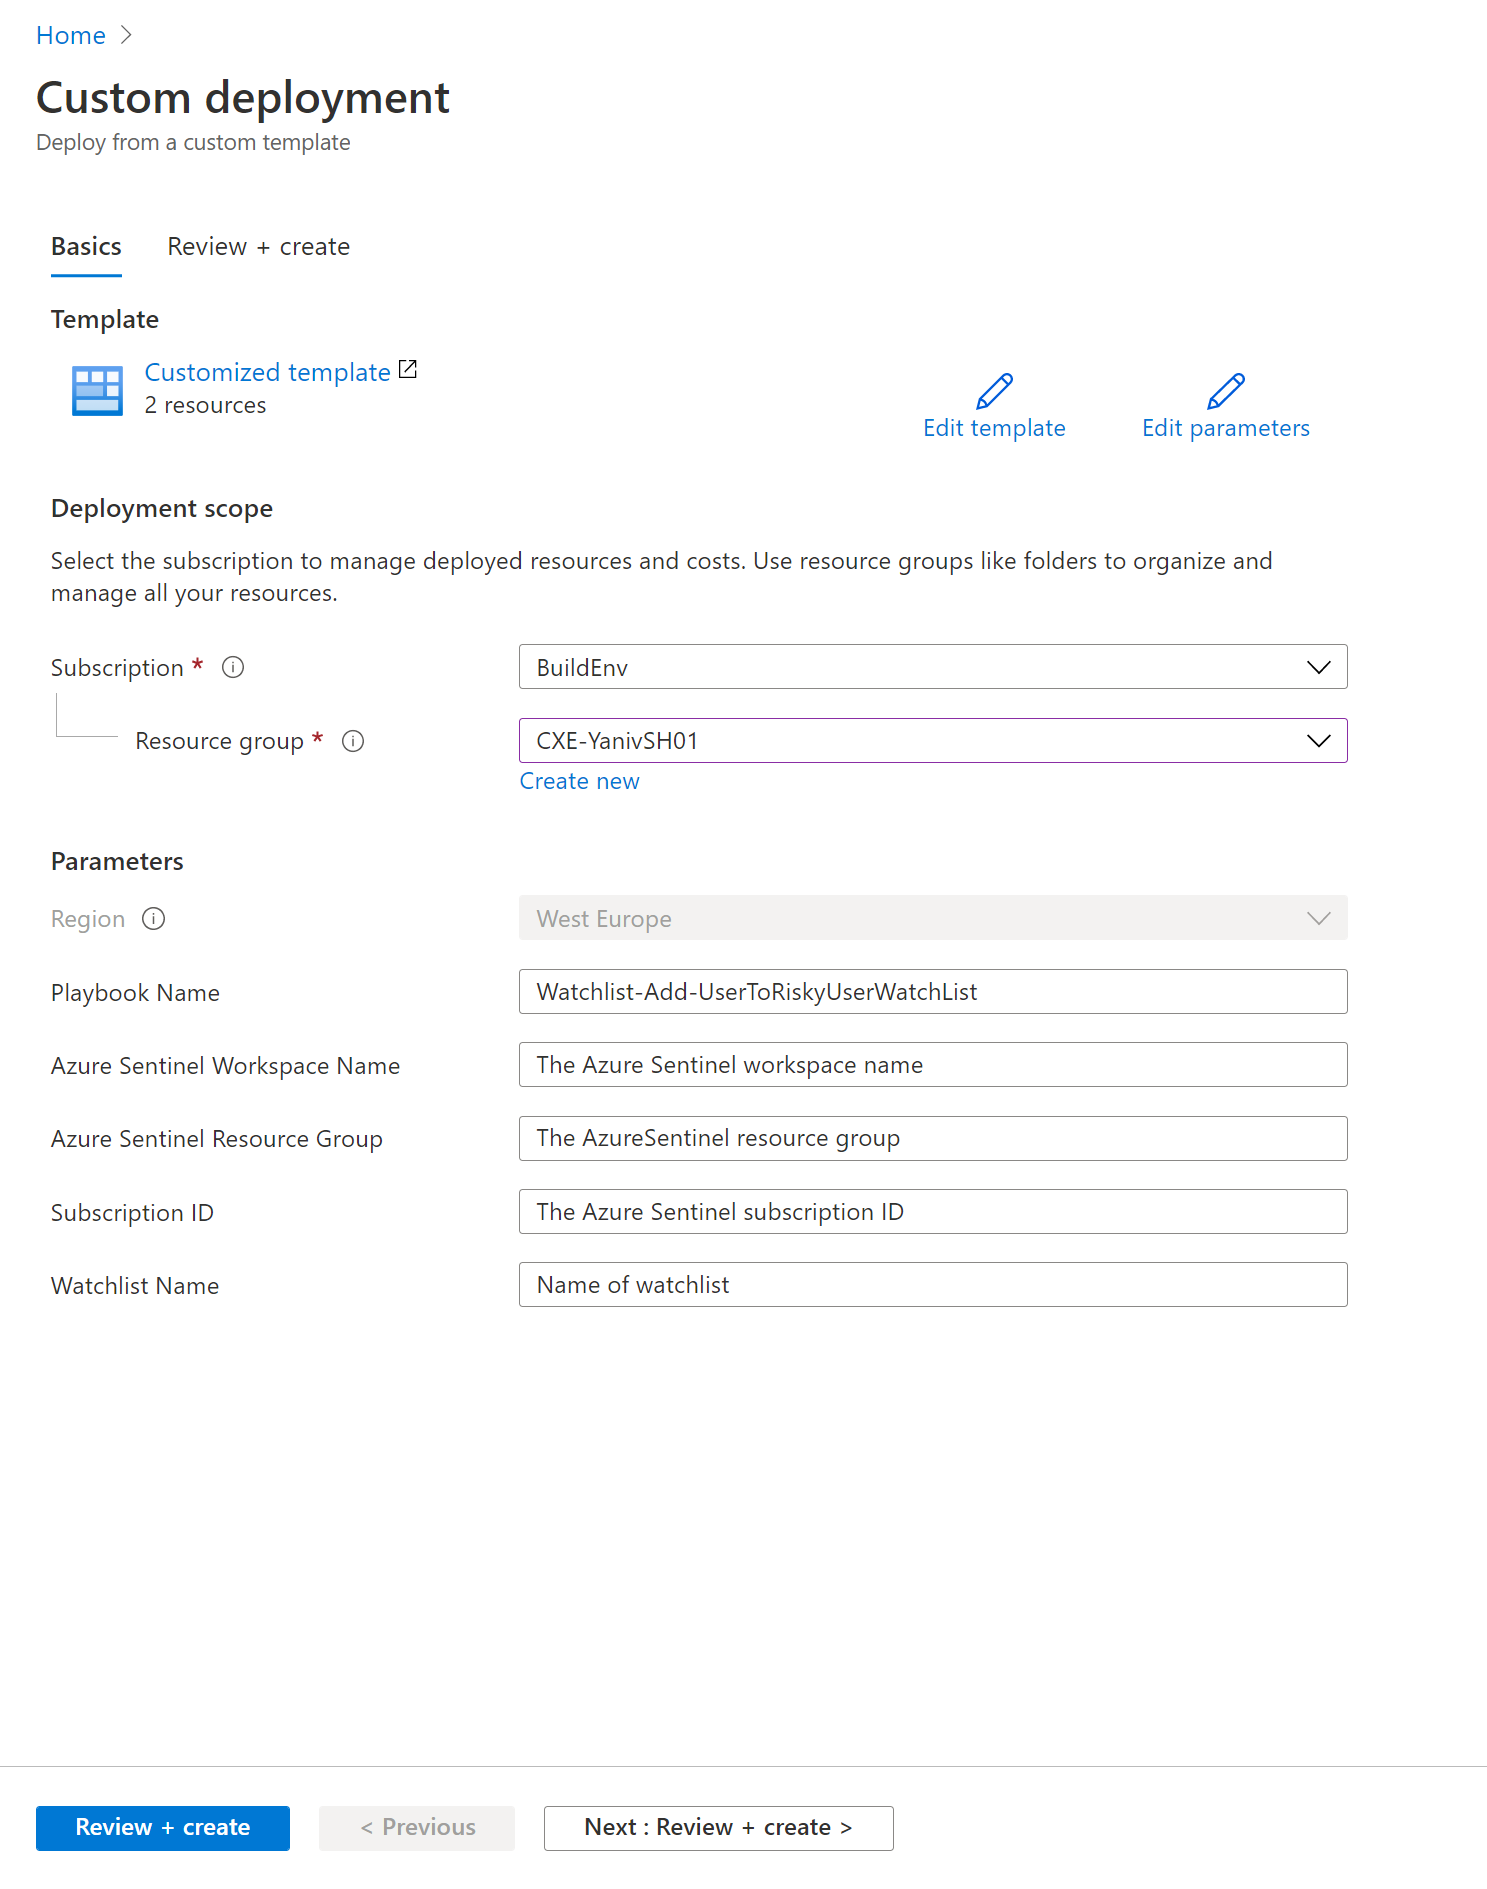 Home >
Custom deployment
Deploy from a custom template
Basics Review + create
Template
Customized template
2 resources
Edit template Edit parameters
Deployment scope
Select the subscription to manage deployed resources and costs. Use resource groups like folders to organize and
manage all your resources.
Subscription * BuildEnv
Resource group * CXE-YanivSH01
Create new
Parameters
Region West Europe
Playbook Name Watchlist-Add-UserToRiskyUserWatchList
Azure Sentinel Workspace Name The Azure Sentinel workspace name
Azure Sentinel Resource Group The AzureSentinel resource group
Subscription ID The Azure Sentinel subscription ID
Watchlist Name Name of watchlist
Review + create < Previous Next : Review + create >